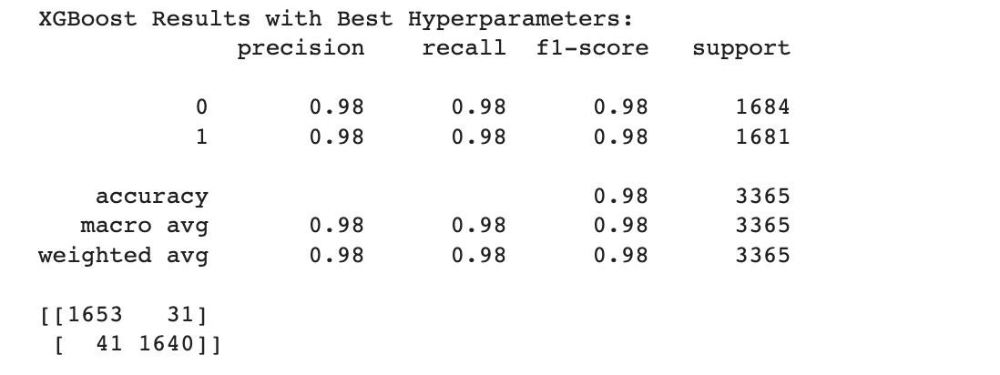 XGBoost Results with Best Hyperparameters:
precision recall f1-score support
0 0.98 0.98 0.98 1684
1 0.98 0.98 0.98 1681
accuracy 0.98 3365
macro avg 0.98 0.98 0.98 3365
weighted avg 0.98 0.98 0.98 3365
[[1653 31]
[ 41 1640]]